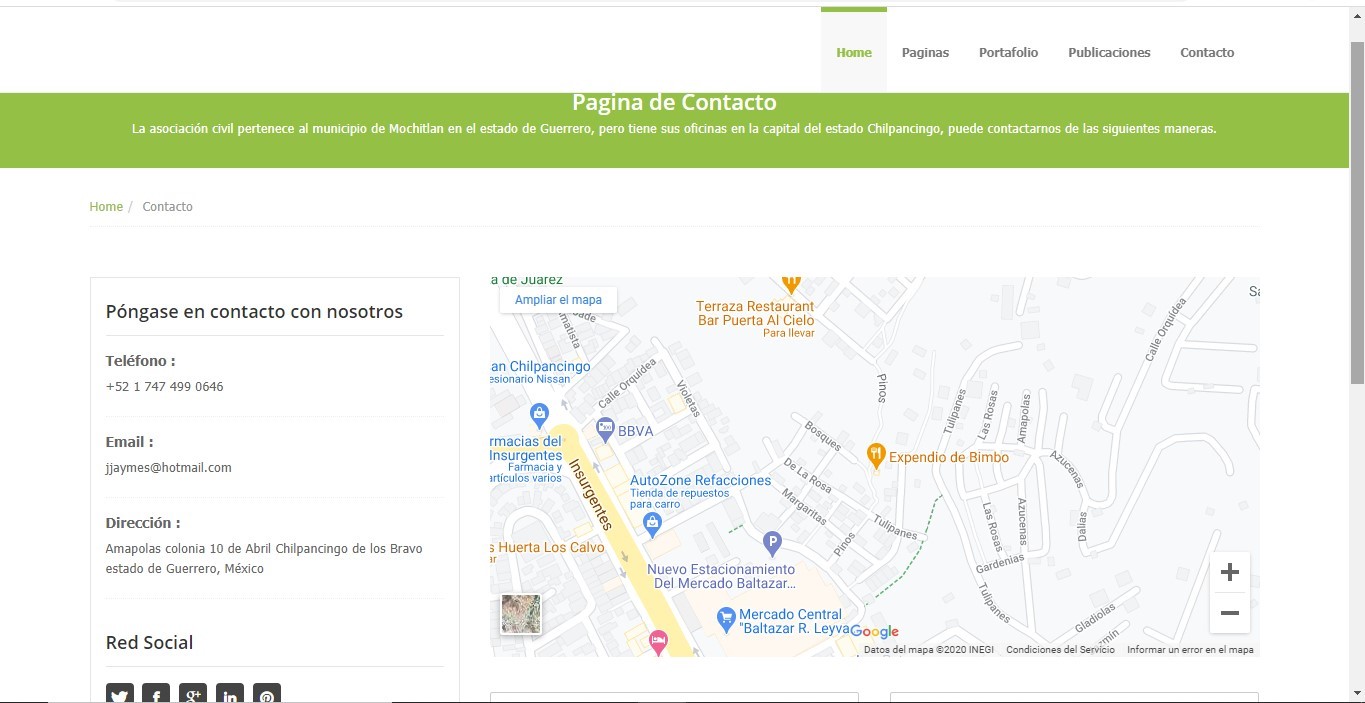 Home Paginas Portafolio Publicaciones Contacto
Pagina de Contacto
La asociación civil pertenece al municipio de Mochitlan en el estado de Guerrero, pero tiene sus oficinas en la capital del estado Chilpancingo, puede contactarnos de las siguientes maneras.
Home / Contacto
Póngase en contacto con nosotros
Teléfono :
+52 1 747 499 0646
Email :
jjaymes@hotmail.com
Dirección :
Amapolas colonia 10 de Abril Chilpancingo de los Bravo
estado de Guerrero, México
Red Social
a de Juárez
Ampliar el mapa
Terraza Restaurant
Bar Puerta Al Cielo
Para llevar
Sa
Calle Orquídea
an Chilpancingo
esionario Nissan
Calle Orquídea
Violetas
Pinos
Tulipanes
Las Rosas
Amapolas
BBVA
rmacias del
Insurgentes
Farmacia y
artículos varios
Insurgentes
Bosques
De La Rosa
Margaritas
Expendio de Bimbo
Azucenas
AutoZone Refacciones
Tienda de repuestos
para carro
Tulipanes
Pinos
Las Rosas
Azucenas
Dalias
s Huerta Los Calvo
ar
P
Nuevo Estacionamiento
Del Mercado Baltazar...
Gardenias
Tulipanes
Gladiolas
Mercado Central
"Baltazar R. Leyva
Google
+
−
Datos del mapa ©2020 INEGI Condiciones del Servicio Informar un error en el mapa